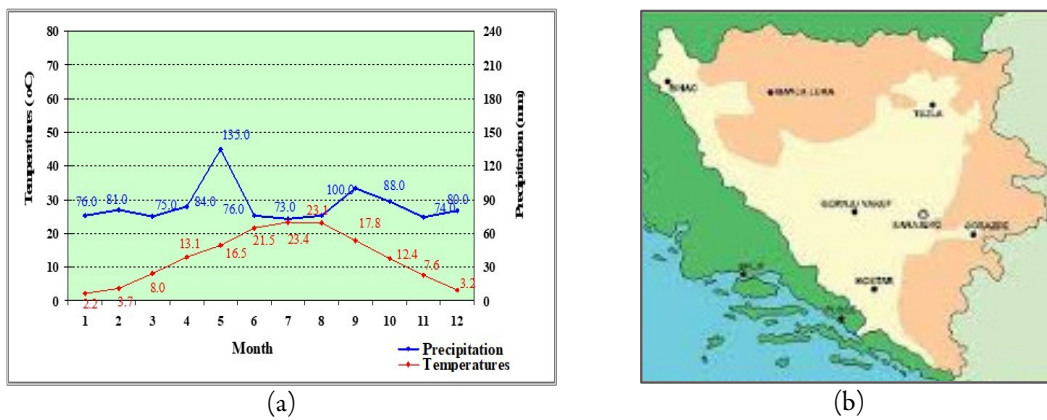 80
70
60
50
40
30
20
10
0
240
210
180
150
120
90
60
30
0
Temperatures ( oC)
Precipitation (mm)
76.0 81.0 75.0 84.0 135.0 76.0 73.0 100.0 88.0 74.0 80.0
2.2 3.7 8.0 13.1 16.5 21.5 23.4 23.1 17.8 12.4 7.6 3.2
1 2 3 4 5 6 7 8 9 10 11 12
Month
Precipitation
Temperatures
(a)
BIHAC
BANJA LUKA
TUZLA
SARAJEVO
GORAZDE
MOSTAR
(b)